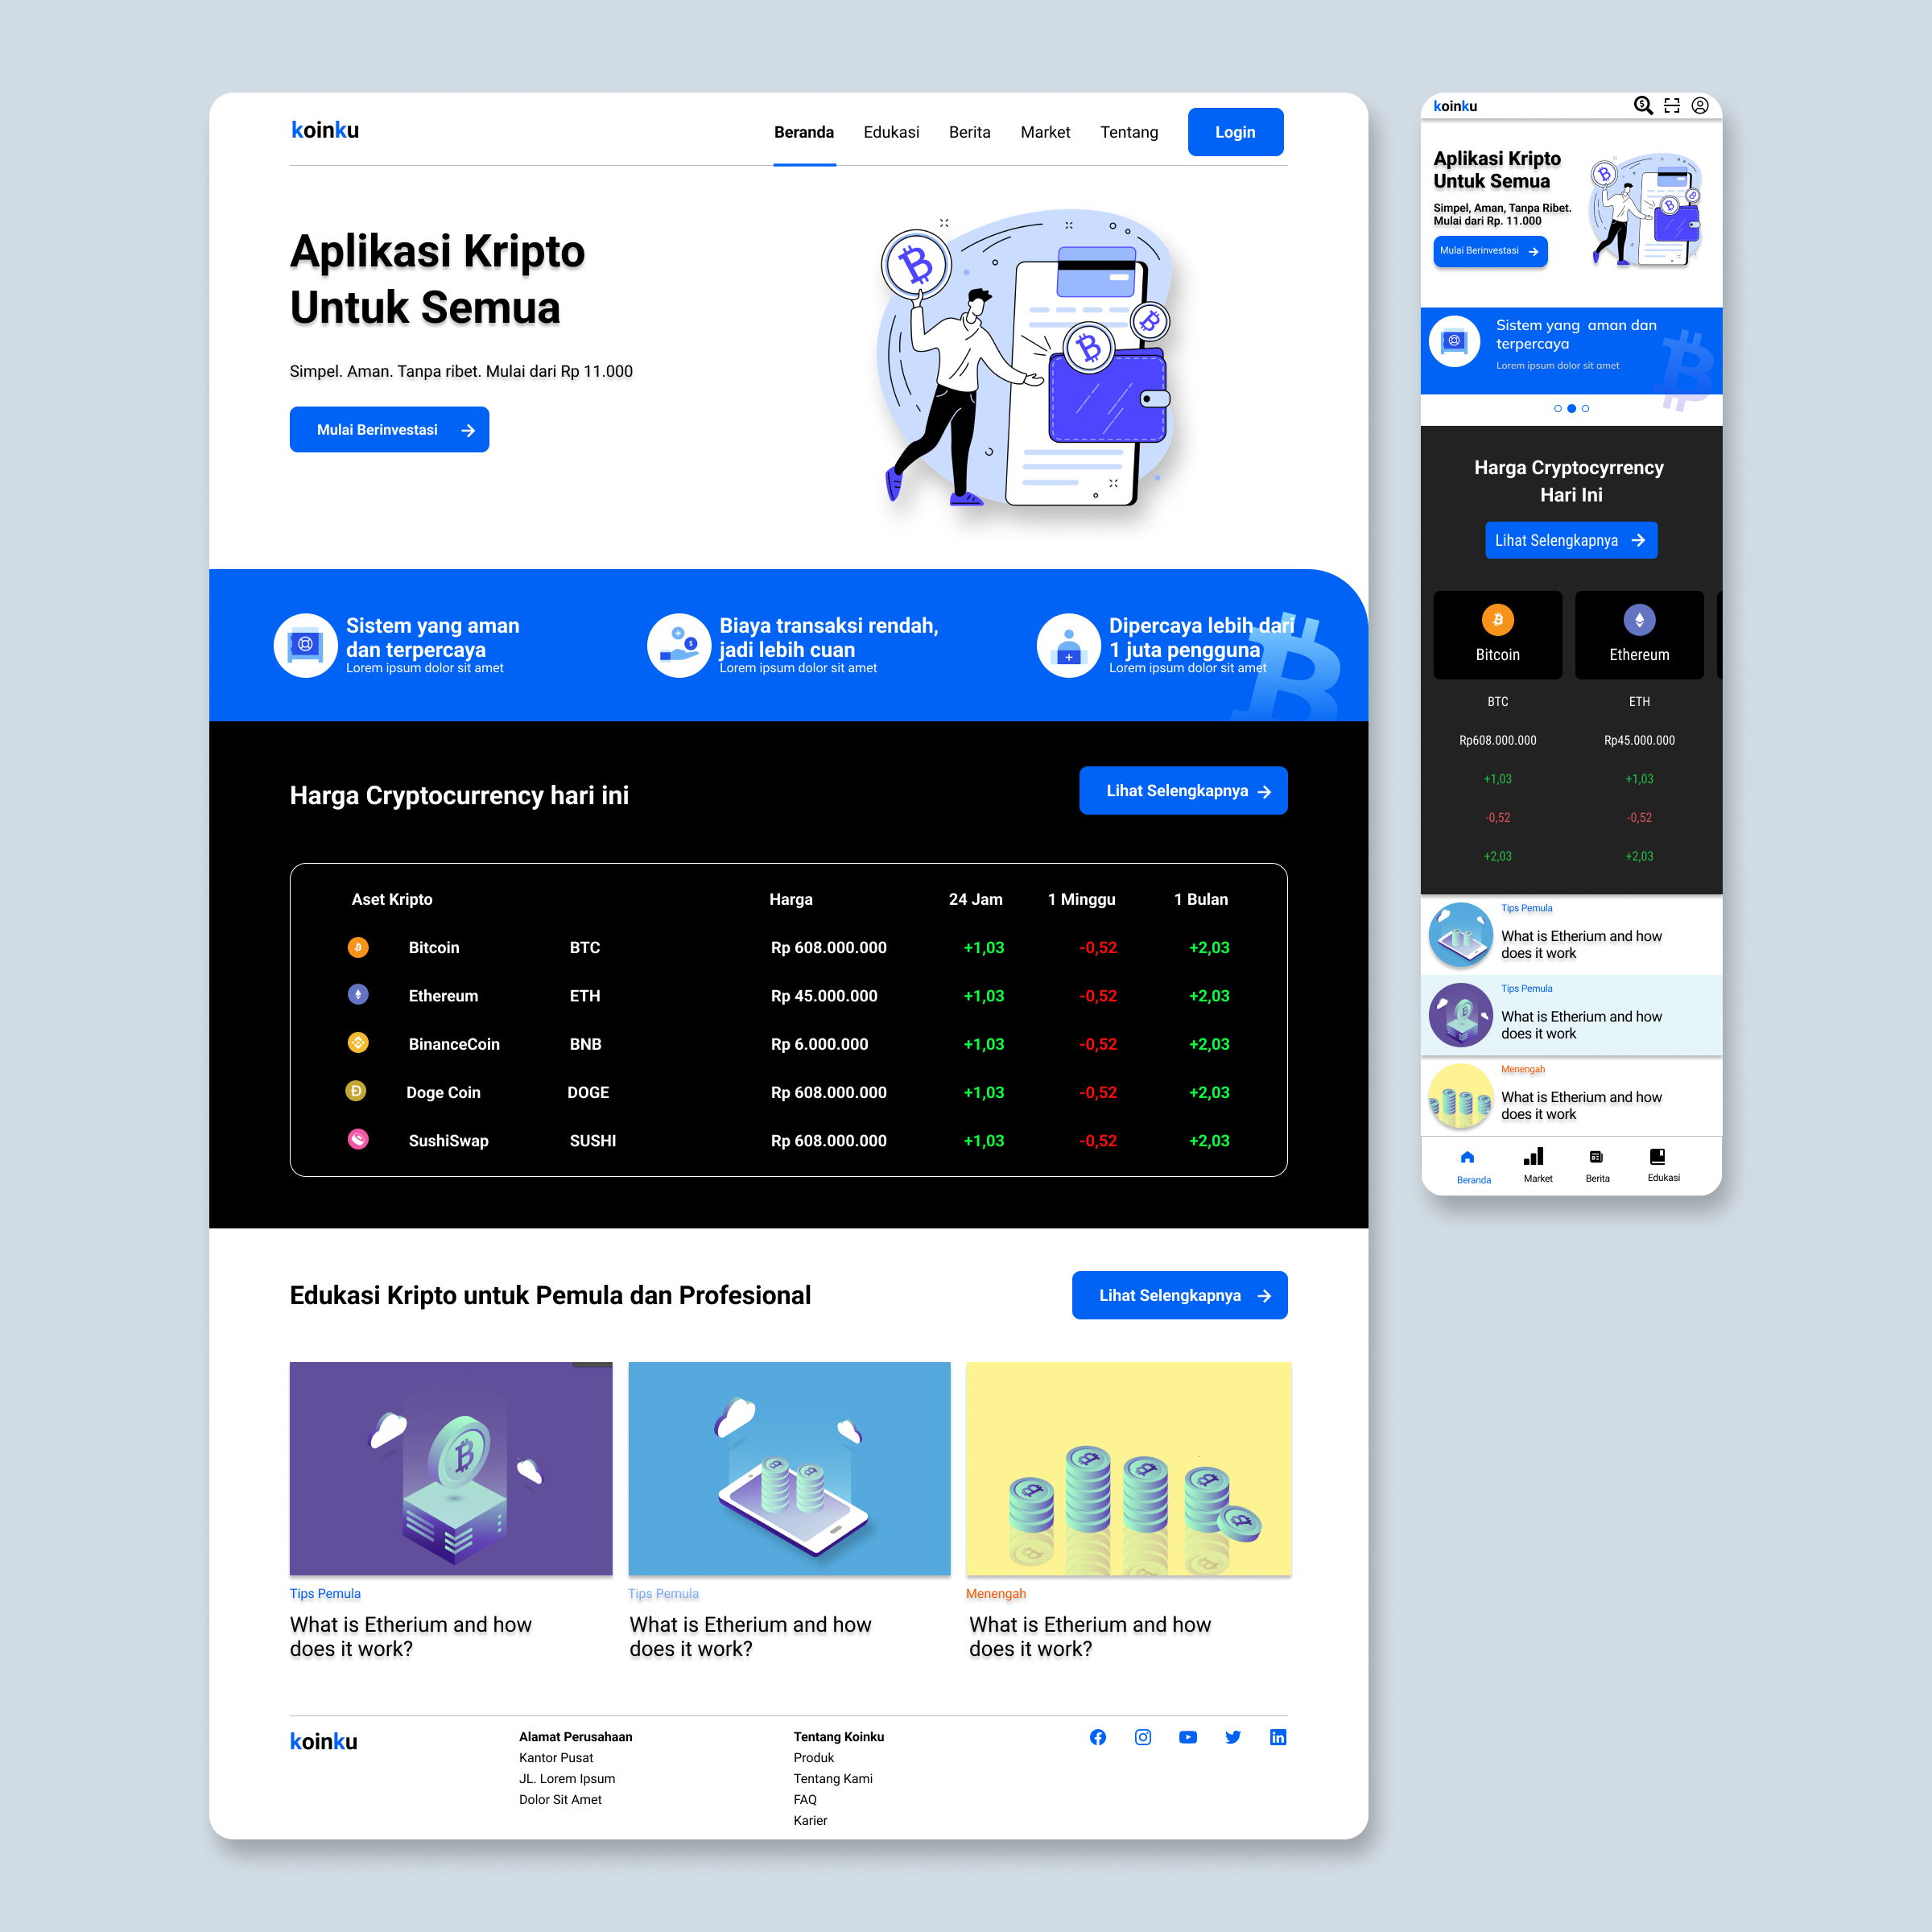 koinku
Beranda Edukasi Berita Market Tentang Login
Aplikasi Kripto
Untuk Semua
Simpel. Aman. Tanpa ribet. Mulai dari Rp 11.000
Mulai Berinvestasi
Sistem yang aman
dan terpercaya
Lorem ipsum dolor sit amet
Biaya transaksi rendah,
jadi lebih cuan
Lorem ipsum dolor sit amet
Dipercaya lebih dari
1 juta pengguna
Lorem ipsum dolor sit amet
Harga Cryptocurrency hari ini
Lihat Selengkapnya
Aset Kripto Harga 24 Jam 1 Minggu 1 Bulan
Bitcoin BTC Rp 608.000.000 +1,03 -0,52 +2,03
Ethereum ETH Rp 45.000.000 +1,03 -0,52 +2,03
BinanceCoin BNB Rp 6.000.000 +1,03 -0,52 +2,03
Doge Coin DOGE Rp 608.000.000 +1,03 -0,52 +2,03
SushiSwap SUSHI Rp 608.000.000 +1,03 -0,52 +2,03
Edukasi Kripto untuk Pemula dan Profesional
Lihat Selengkapnya
Tips Pemula
What is Etherium and how
does it work?
Tips Pemula
What is Etherium and how
does it work?
Menengah
What is Etherium and how
does it work?
koinku
Alamat Perusahaan
Kantor Pusat
JL. Lorem Ipsum
Dolor Sit Amet
Tentang Koinku
Produk
Tentang Kami
FAQ
Karier
koinku
Aplikasi Kripto
Untuk Semua
Simpel, Aman, Tanpa Ribet.
Mulai dari Rp. 11.000
Mulai Berinvestasi
Sistem yang aman dan
terpercaya
Lorem ipsum dolor sit amet
Harga Cryptocyrrency
Hari Ini
Lihat Selengkapnya
Bitcoin Ethereum
BTC ETH
Rp608.000.000 Rp45.000.000
+1,03 +1,03
-0,52 -0,52
+2,03 +2,03
Tips Pemula
What is Etherium and how
does it work
Tips Pemula
What is Etherium and how
does it work
Menengah
What is Etherium and how
does it work
Beranda Market Berita Edukasi